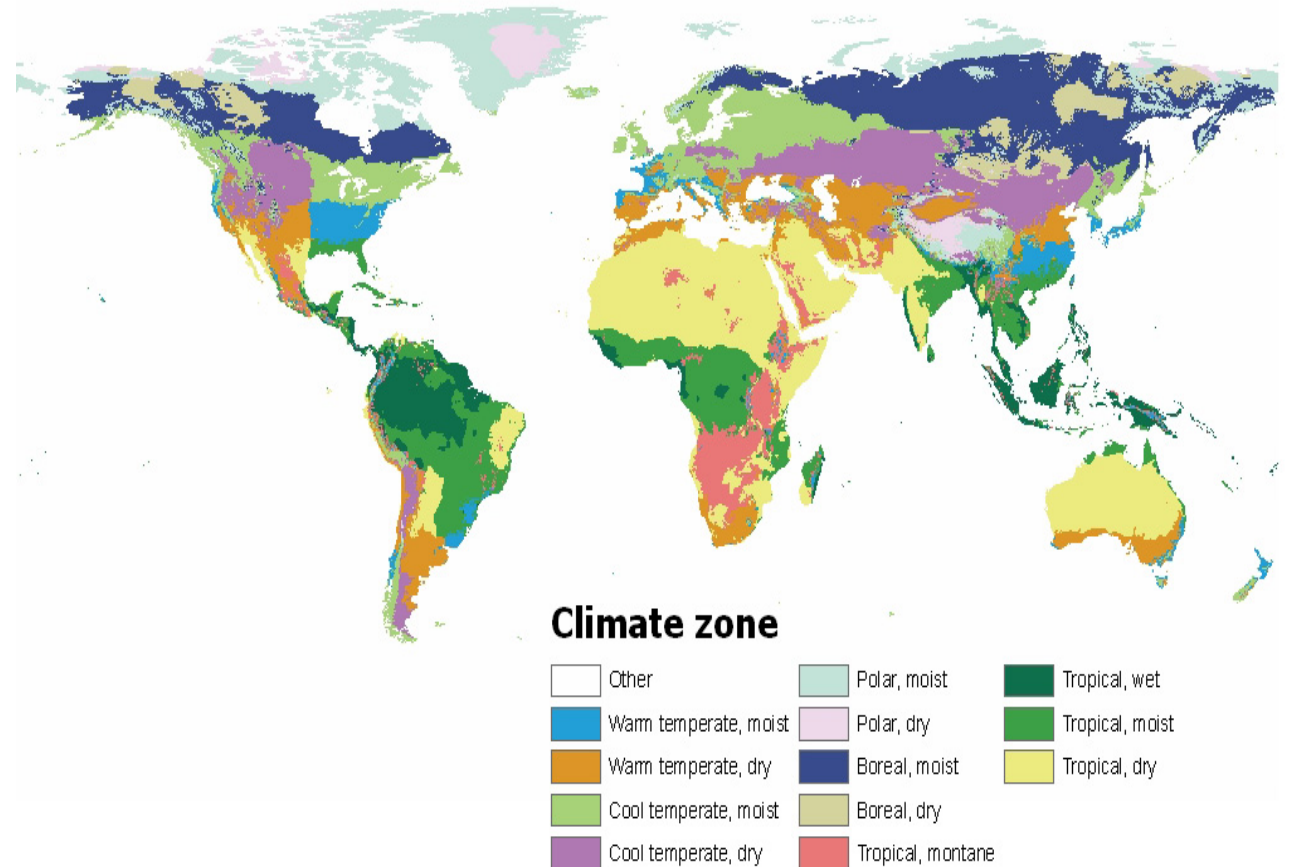 Climate zone
Other
Warm temperate, moist
Warm temperate, dry
Cool temperate, moist
Cool temperate, dry
Polar, moist
Polar, dry
Boreal, moist
Boreal, dry
Tropical, montane
Tropical, wet
Tropical, moist
Tropical, dry